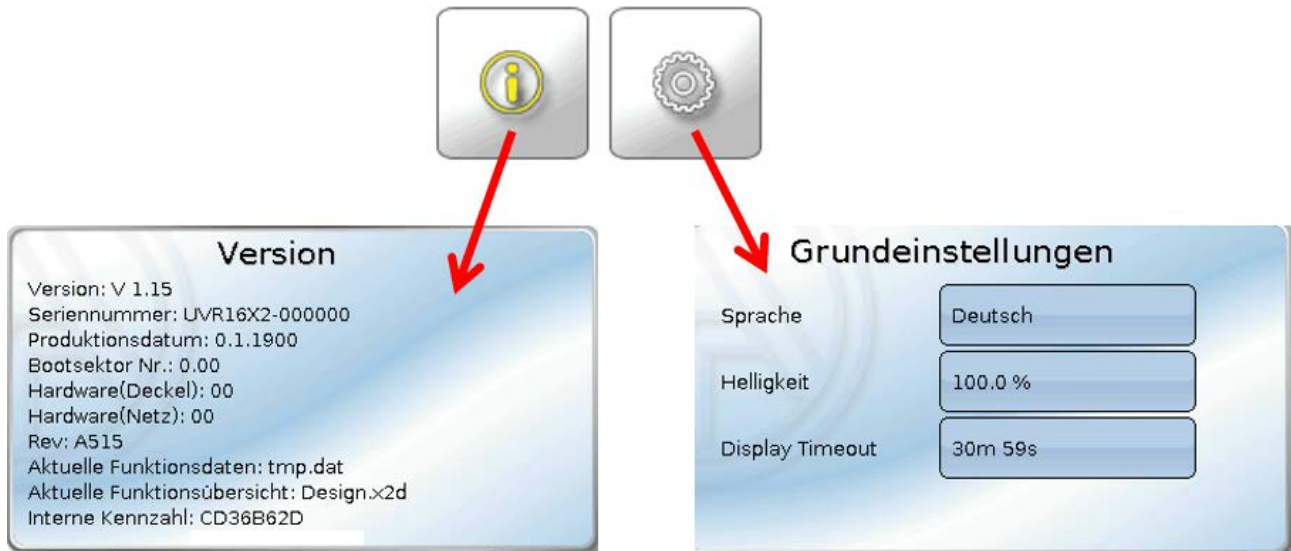 Version
Version: V 1.15
Seriennummer: UVR16X2-000000
Produktionsdatum: 0.1.1900
Bootsektor Nr.: 0.00
Hardware(Deckel): 00
Hardware(Netz): 00
Rev: A515
Aktuelle Funktionsdaten: tmp.dat
Aktuelle Funktionsübersicht: Design.x2d
Interne Kennzahl: CD36B62D
Grundeinstellungen
Sprache Deutsch
Helligkeit 100.0 %
Display Timeout 30m 59s